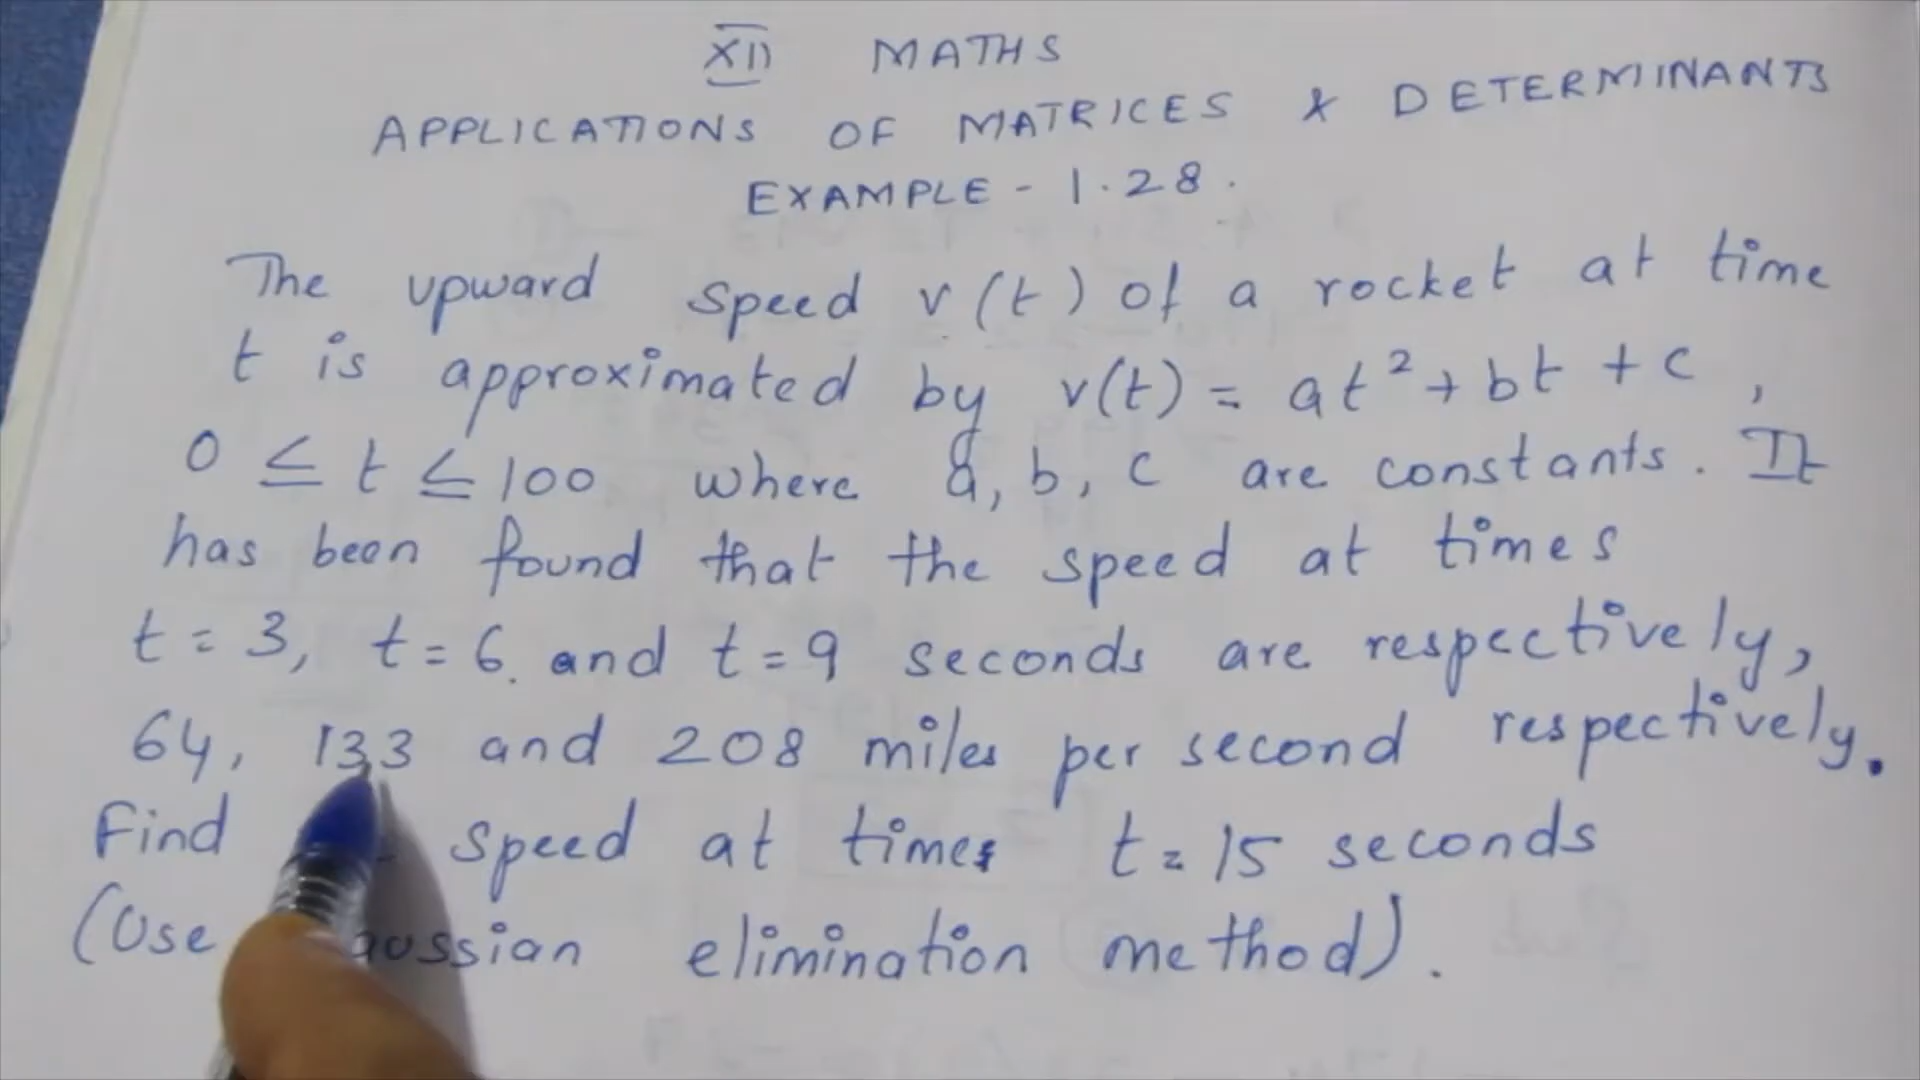 XII MATHS
APPLICATIONS OF MATRICES & DETERMINANTS
EXAMPLE - 1.28.
The upward speed v(t) of a rocket at time
t is approximated by v(t) = at² + bt + c,
0 ≤ t ≤ 100 where a, b, c are constants. It
has been found that the speed at times
t = 3, t = 6. and t = 9 seconds are respectively,
64, 133 and 208 miles per second respectively.
Find speed at times t = 15 seconds
(Use aussian elimination method).